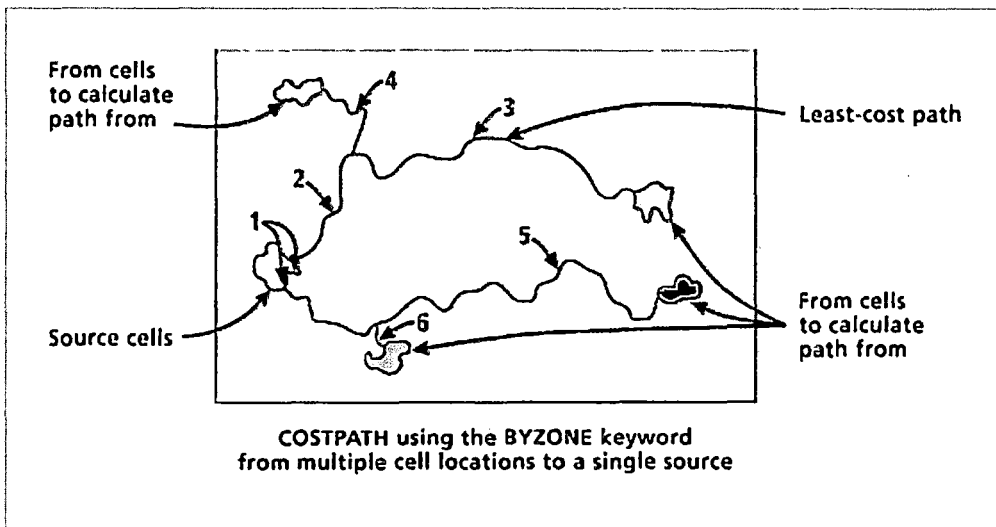 From cells
to calculate
path from
4
3
Least-cost path
2
1
5
Source cells
6
From cells
to calculate
path from
COSTPATH using the BYZONE keyword
from multiple cell locations to a single source